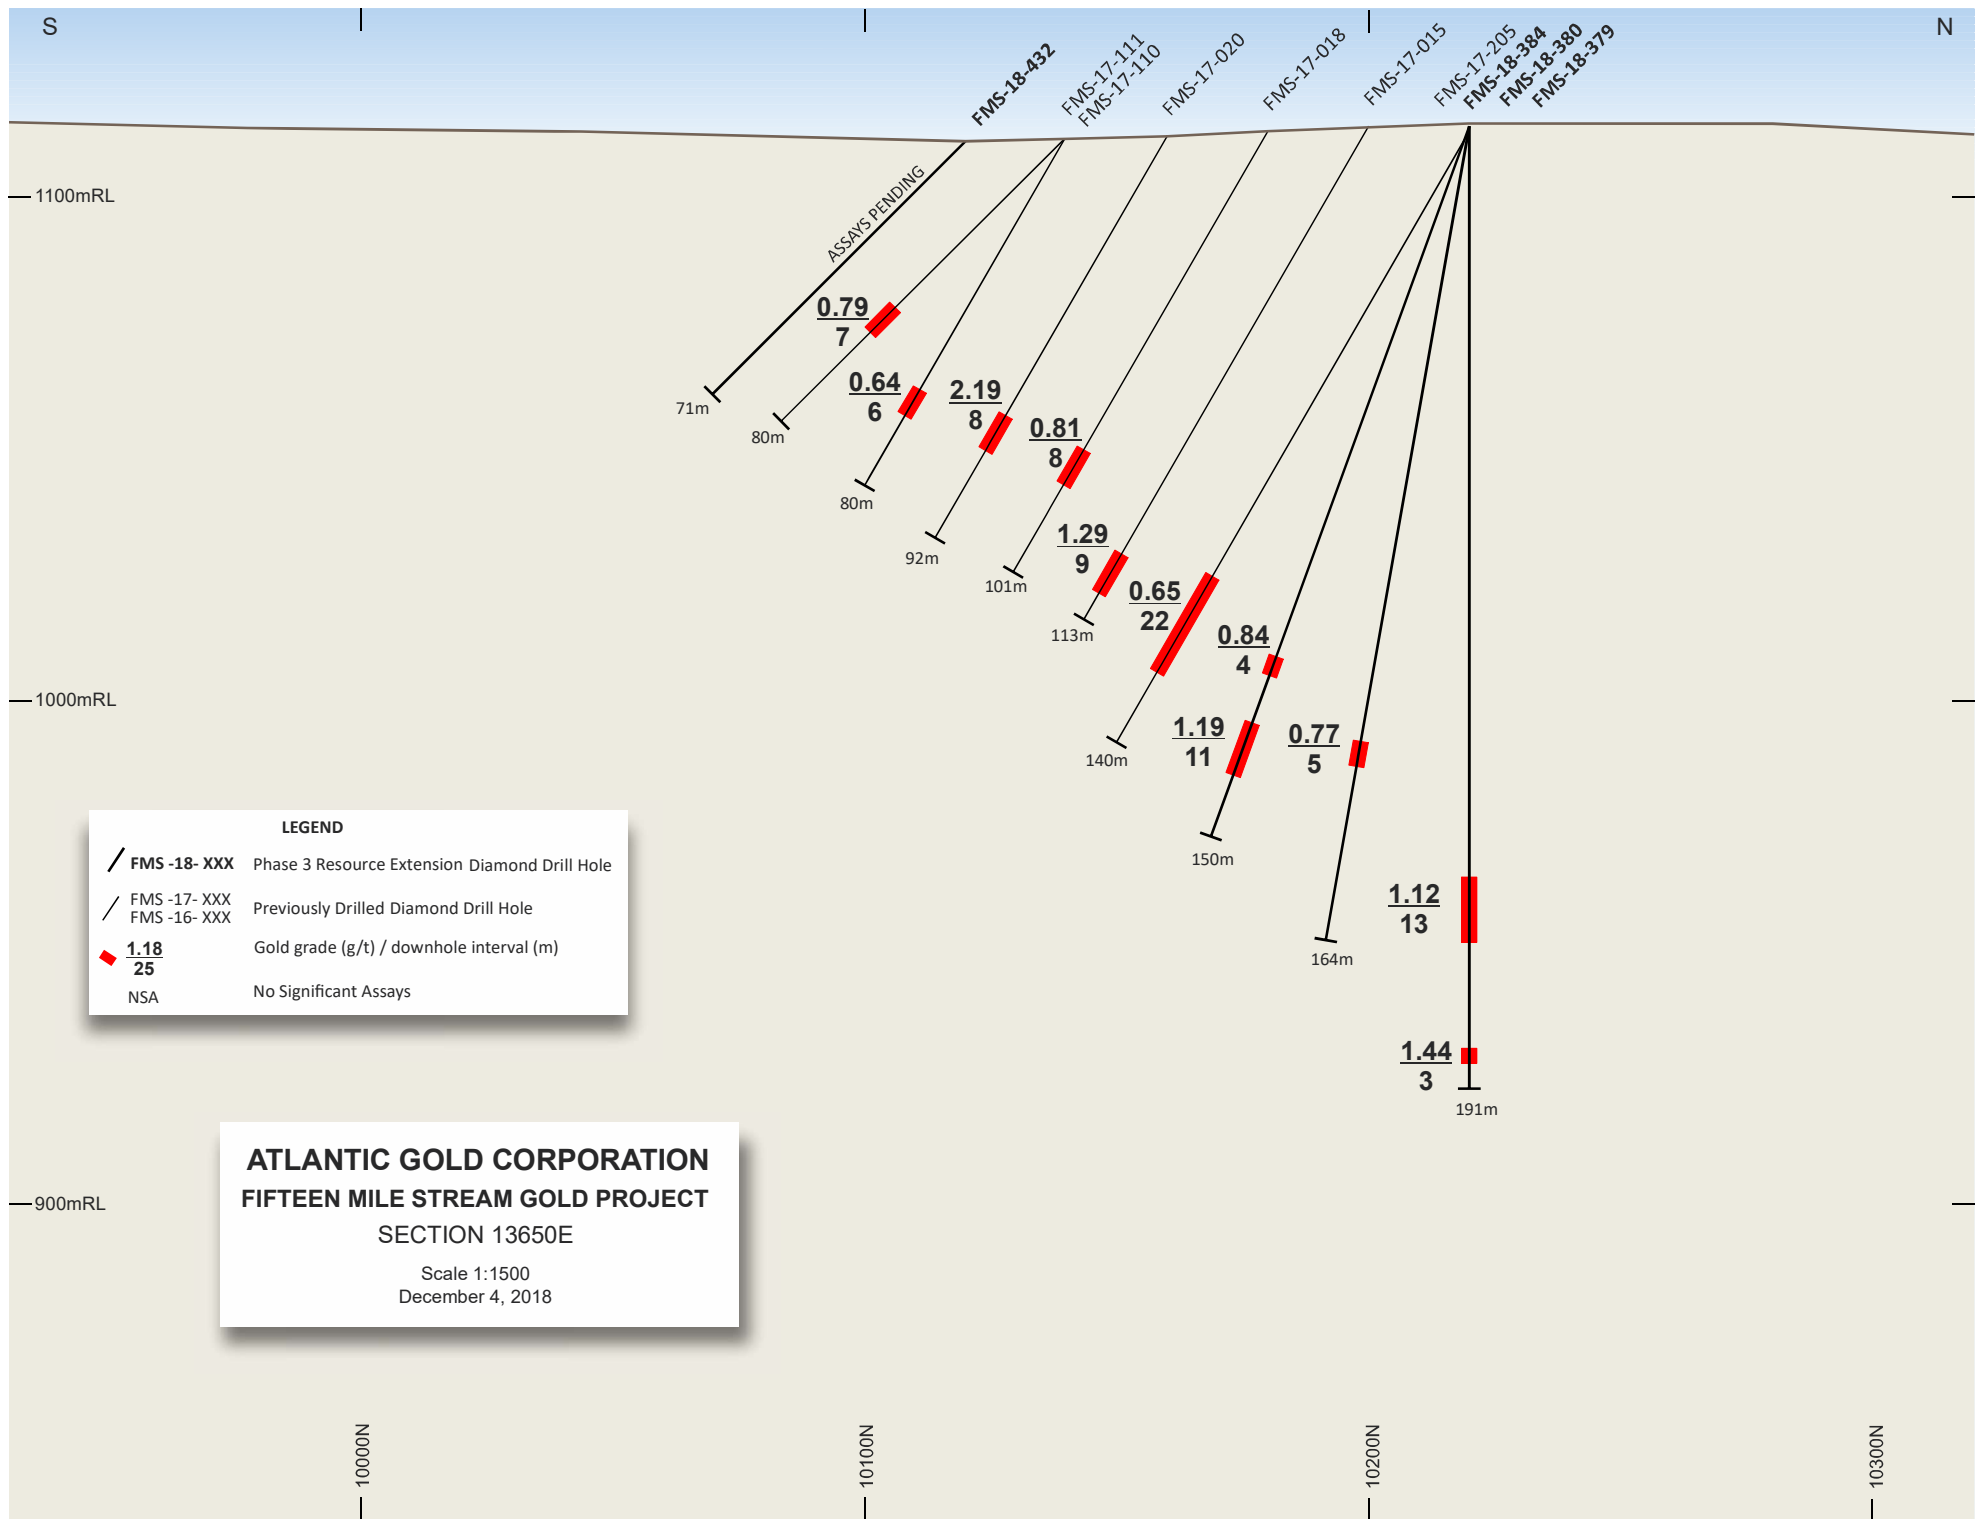 S
N
FMS-18-432
FMS-17-111
FMS-17-110
FMS-17-020
FMS-17-018
FMS-17-015
FMS-17-205
FMS-18-384
FMS-18-380
FMS-18-379
1100mRL
ASSAYS PENDING
0.79
7
71m
80m
0.64
6
2.19
8
0.81
8
80m
92m
101m
1.29
9
113m
0.65
22
0.84
4
1000mRL
140m
1.19
11
0.77
5
150m
164m
1.12
13
1.44
3
191m
LEGEND
FMS -18- XXX Phase 3 Resource Extension Diamond Drill Hole
FMS -17- XXX
FMS -16- XXX
Previously Drilled Diamond Drill Hole
1.18
25
Gold grade (g/t) / downhole interval (m)
NSA No Significant Assays
ATLANTIC GOLD CORPORATION
FIFTEEN MILE STREAM GOLD PROJECT
SECTION 13650E
Scale 1:1500
December 4, 2018
900mRL
10000N
10100N
10200N
10300N